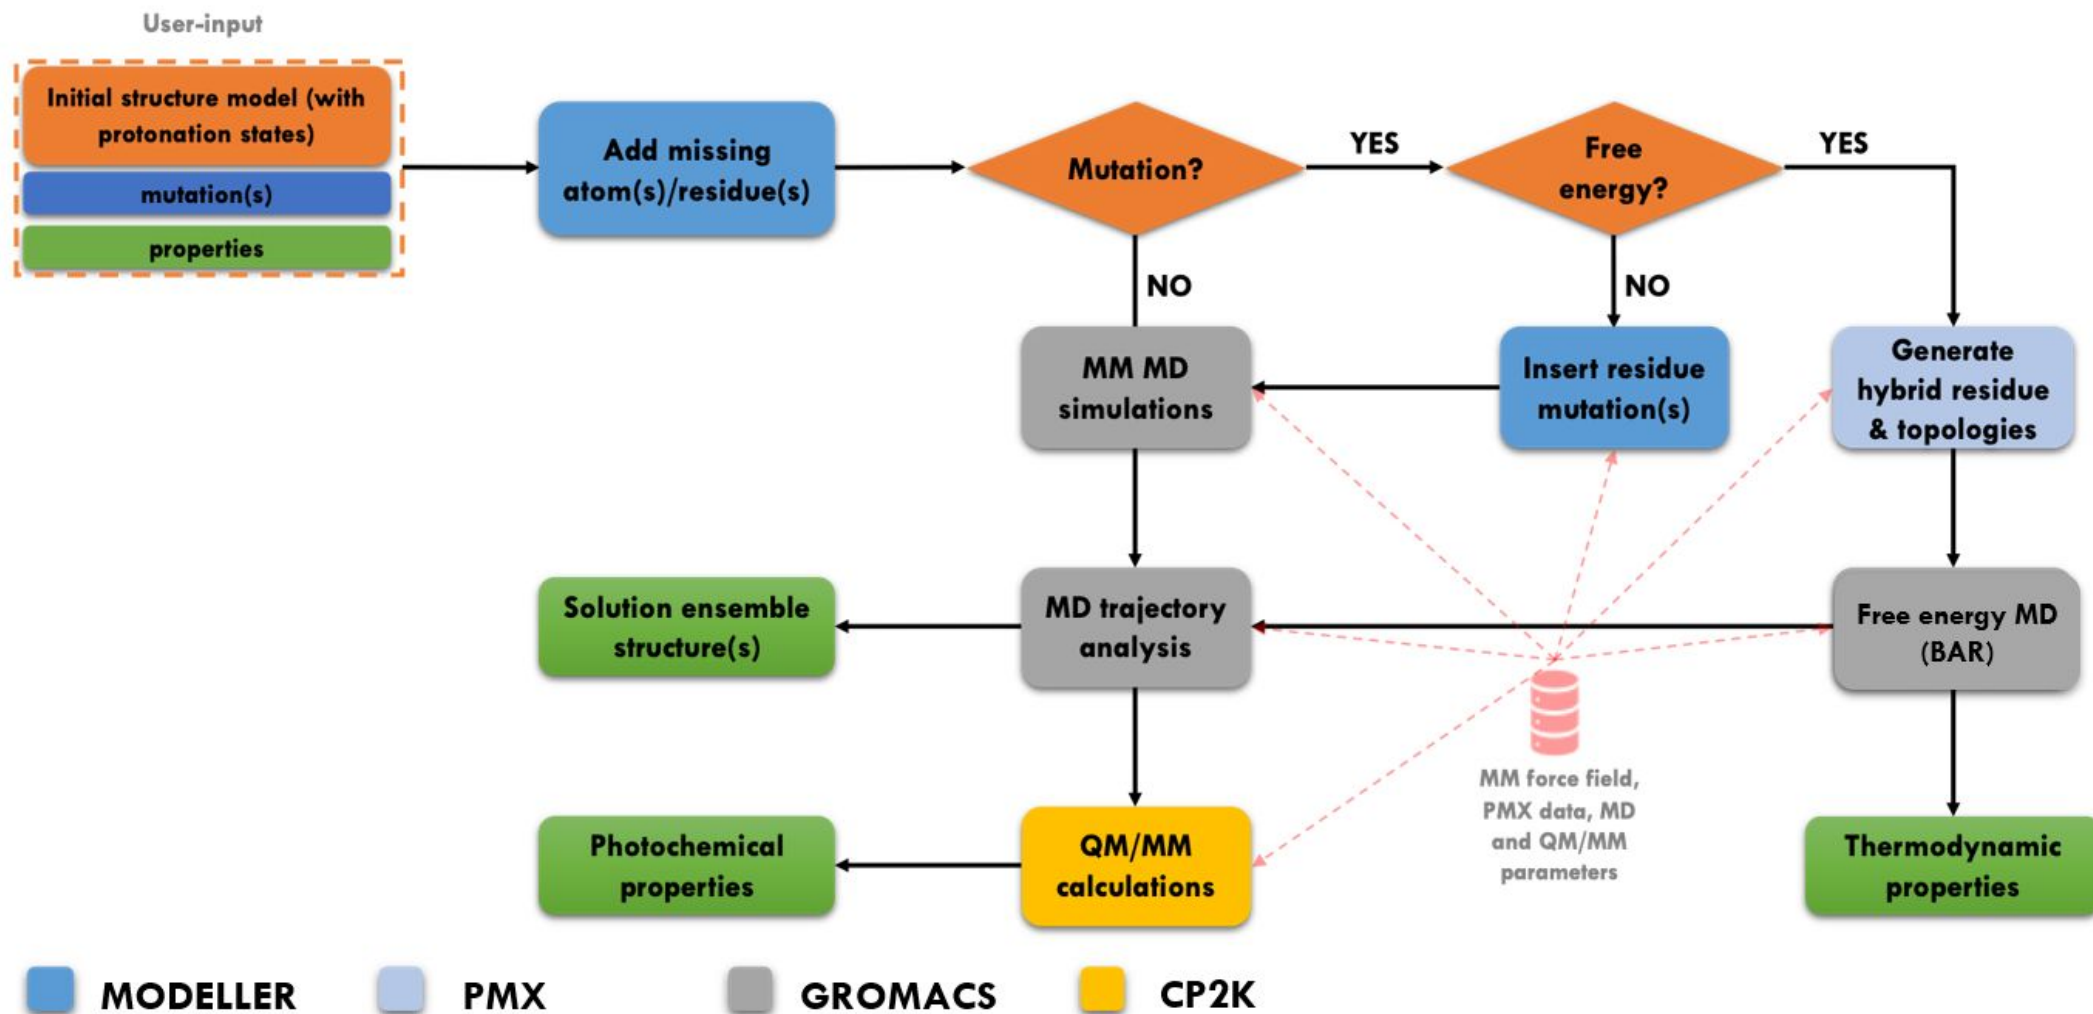 User-input
Initial structure model (with
protonation states)
mutation(s)
properties
Add missing
atom(s)/residue(s)
Mutation?
YES
Free
energy?
YES
NO
NO
MM MD
simulations
Insert residue
mutation(s)
Generate
hybrid residue
& topologies
Solution ensemble
structure(s)
MD trajectory
analysis
Free energy MD
(BAR)
MM force field,
PMX data, MD
and QM/MM
parameters
Photochemical
properties
QM/MM
calculations
Thermodynamic
properties
MODELLER
PMX
GROMACS
CP2K